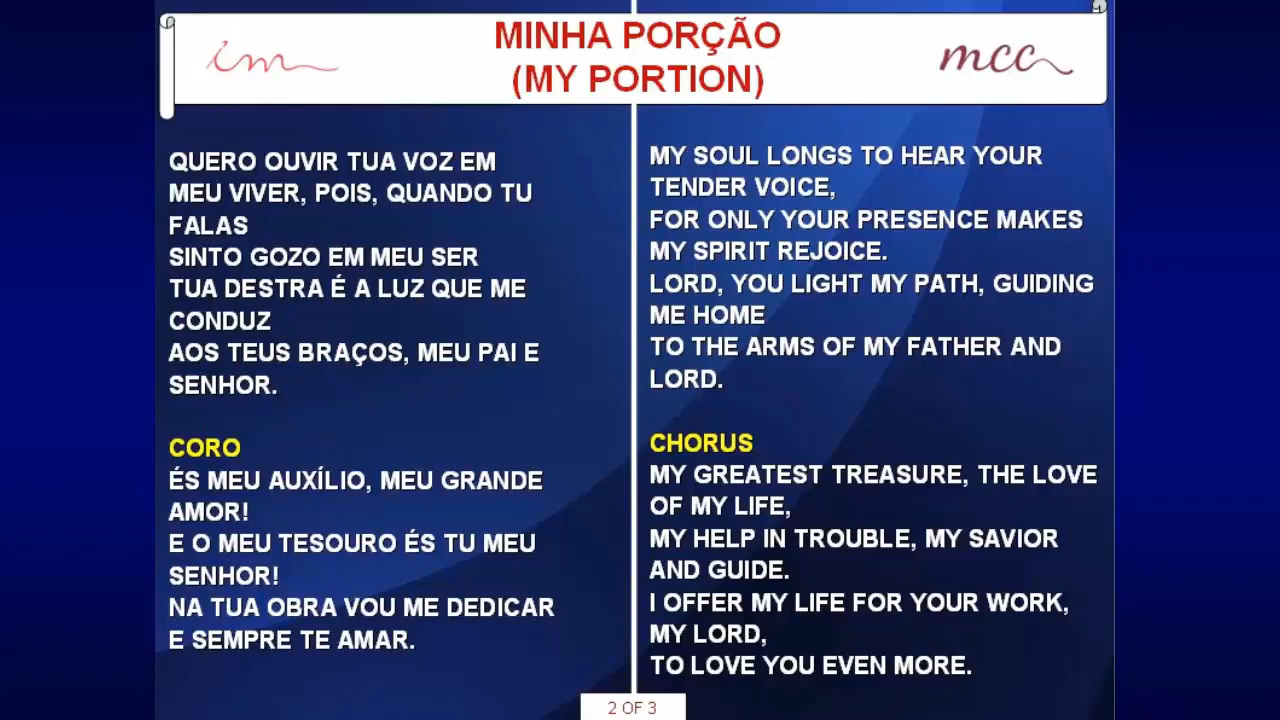 MINHA PORÇÃO
(MY PORTION)
im
mcc
QUERO OUVIR TUA VOZ EM
MEU VIVER, POIS, QUANDO TU
FALAS
SINTO GOZO EM MEU SER
TUA DESTRA É A LUZ QUE ME
CONDUZ
AOS TEUS BRAÇOS, MEU PAI E
SENHOR.
CORO
ÉS MEU AUXÍLIO, MEU GRANDE
AMOR!
E O MEU TESOURO ÉS TU MEU
SENHOR!
NA TUA OBRA VOU ME DEDICAR
E SEMPRE TE AMAR.
MY SOUL LONGS TO HEAR YOUR
TENDER VOICE,
FOR ONLY YOUR PRESENCE MAKES
MY SPIRIT REJOICE.
LORD, YOU LIGHT MY PATH, GUIDING
ME HOME
TO THE ARMS OF MY FATHER AND
LORD.
CHORUS
MY GREATEST TREASURE, THE LOVE
OF MY LIFE,
MY HELP IN TROUBLE, MY SAVIOR
AND GUIDE.
I OFFER MY LIFE FOR YOUR WORK,
MY LORD,
TO LOVE YOU EVEN MORE.
2 OF 3